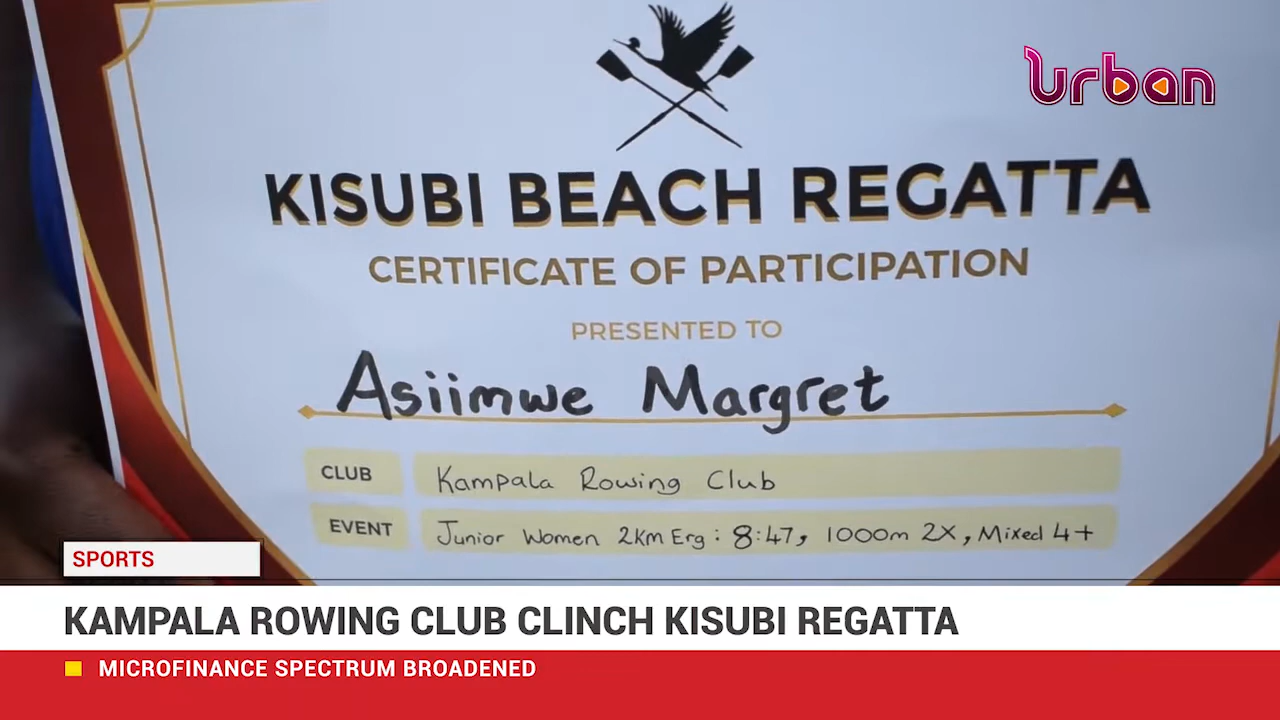 urban
KISUBI BEACH REGATTA
CERTIFICATE OF PARTICIPATION
PRESENTED TO
Asiimwe Margret
CLUB Kampala Rowing Club
EVENT Junior Women 2km Erg: 8:47, 1000m 2X, Mixed 4+
SPORTS
KAMPALA ROWING CLUB CLINCH KISUBI REGATTA
MICROFINANCE SPECTRUM BROADENED